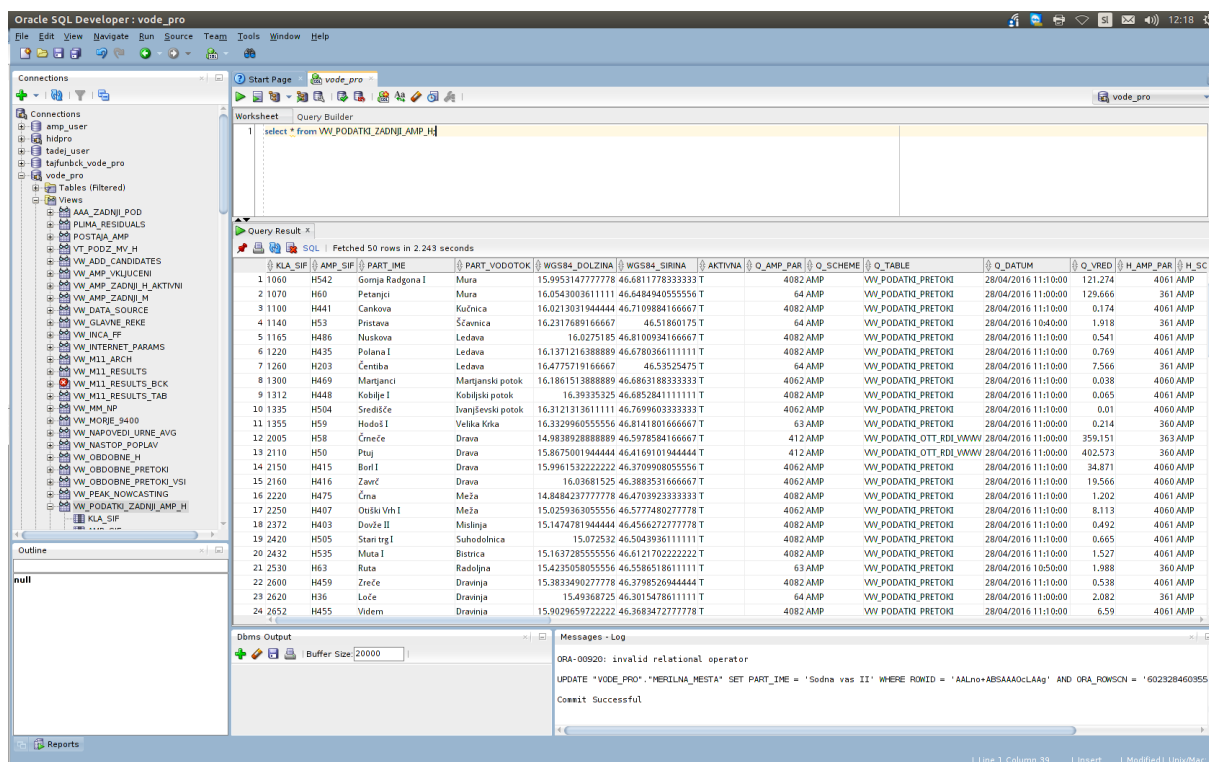 Oracle SQL Developer : vode_pro
Sl 12:18
File Edit View Navigate Run Source Team Tools Window Help
Connections
Connections
amp_user
hidpro
tadej_user
tajfunbck_vode_pro
vode_pro
Tables (Filtered)
Views
AAA_ZADNJI_POD
PLIMA_RESIDUALS
POSTAJA_AMP
VT_PODZ_MV_H
VW_ADD_CANDIDATES
VW_AMP_VKLJUCENI
VW_AMP_ZADNJI_H_AKTIVNI
VW_AMP_ZADNJI_M
VW_DATA_SOURCE
VW_GLAVNE_REKE
VW_INCA_FF
VW_INTERNET_PARAMS
VW_M11_ARCH
VW_M11_RESULTS
VW_M11_RESULTS_BCK
VW_M11_RESULTS_TAB
VW_MM_NP
VW_MORJE_9400
VW_NAPOVEDI_URNE_AVG
VW_NASTOP_POPLAV
VW_OBDOBNE_H
VW_OBDOBNE_PRETOKI
VW_OBDOBNE_PRETOKI_VSI
VW_PEAK_NOWCASTING
VW_PODATKI_ZADNJI_AMP_H
KLA_SIF
Outline
null
Start Page vode_pro
vode_pro
Worksheet Query Builder
1 select * from VW_PODATKI_ZADNJI_AMP_H;
Query Result x
SQL | Fetched 50 rows in 2.243 seconds
KLA_SIF AMP_SIF PART_IME PART_VODOTOK WGS84_DOLZINA WGS84_SIRINA AKTIVNA Q_AMP_PAR Q_SCHEME Q_TABLE Q_DATUM Q_VRED H_AMP_PAR H_SC
1 1060 H542 Gornja Radgona I Mura 15.9953147777778 46.6811778333333 T 4082 AMP VW_PODATKI_PRETOKI 28/04/2016 11:10:00 121.274 4061 AMP
2 1070 H60 Petanjci Mura 16.0543003611111 46.6484940555556 T 64 AMP VW_PODATKI_PRETOKI 28/04/2016 11:00:00 129.666 361 AMP
3 1100 H441 Cankova Kučnica 16.0213031944444 46.7109884166667 T 4082 AMP VW_PODATKI_PRETOKI 28/04/2016 11:10:00 0.174 4061 AMP
4 1140 H53 Pristava Ščavnica 16.2317689166667 46.51860175 T 64 AMP VW_PODATKI_PRETOKI 28/04/2016 10:40:00 1.918 361 AMP
5 1165 H486 Nuskova Ledava 16.0275185 46.8100934166667 T 4082 AMP VW_PODATKI_PRETOKI 28/04/2016 11:10:00 0.541 4061 AMP
6 1220 H435 Polana I Ledava 16.1371216388889 46.6780366111111 T 4082 AMP VW_PODATKI_PRETOKI 28/04/2016 11:10:00 0.769 4061 AMP
7 1260 H203 Čentiba Ledava 16.4775719166667 46.53525475 T 64 AMP VW_PODATKI_PRETOKI 28/04/2016 11:00:00 7.566 361 AMP
8 1300 H469 Martjanci Martjanski potok 16.1861513888889 46.6863188333333 T 4062 AMP VW_PODATKI_PRETOKI 28/04/2016 11:10:00 0.038 4060 AMP
9 1312 H448 Kobilje I Kobiljski potok 16.39335325 46.6852841111111 T 4082 AMP VW_PODATKI_PRETOKI 28/04/2016 11:10:00 0.065 4061 AMP
10 1335 H504 Središče Ivanjševski potok 16.3121313611111 46.7699603333333 T 4062 AMP VW_PODATKI_PRETOKI 28/04/2016 11:10:00 0.01 4060 AMP
11 1355 H59 Hodoš I Velika Krka 16.3329960555556 46.8141801666667 T 63 AMP VW_PODATKI_PRETOKI 28/04/2016 11:00:00 0.214 360 AMP
12 2005 H58 Črneče Drava 14.9838928888889 46.5978584166667 T 412 AMP VW_PODATKI_OTT_RDI_VWWV 28/04/2016 11:00:00 359.151 363 AMP
13 2110 H50 Ptuj Drava 15.8675001944444 46.4169101944444 T 412 AMP VW_PODATKI_OTT_RDI_VWWV 28/04/2016 11:00:00 402.573 360 AMP
14 2150 H415 Borl I Drava 15.9961532222222 46.3709908055556 T 4062 AMP VW_PODATKI_PRETOKI 28/04/2016 11:10:00 34.871 4060 AMP
15 2160 H416 Zavrč Drava 16.03681525 46.3883531666667 T 4062 AMP VW_PODATKI_PRETOKI 28/04/2016 11:10:00 19.566 4060 AMP
16 2220 H475 Črna Meža 14.8484237777778 46.4703923333333 T 4082 AMP VW_PODATKI_PRETOKI 28/04/2016 11:10:00 1.202 4061 AMP
17 2250 H407 Otiški Vrh I Meža 15.0259363055556 46.5777480277778 T 4062 AMP VW_PODATKI_PRETOKI 28/04/2016 11:10:00 8.113 4060 AMP
18 2372 H403 Dovže II Mislinja 15.1474781944444 46.4566272777778 T 4082 AMP VW_PODATKI_PRETOKI 28/04/2016 11:10:00 0.492 4061 AMP
19 2420 H505 Stari trg I Suhodolnica 15.072532 46.5043936111111 T 4082 AMP VW_PODATKI_PRETOKI 28/04/2016 11:10:00 0.665 4061 AMP
20 2432 H535 Muta I Bistrica 15.1637285555556 46.6121702222222 T 4082 AMP VW_PODATKI_PRETOKI 28/04/2016 11:10:00 1.527 4061 AMP
21 2530 H63 Ruta Radoljna 15.4235058055556 46.5586518611111 T 63 AMP VW_PODATKI_PRETOKI 28/04/2016 10:50:00 1.988 360 AMP
22 2600 H459 Zreče Dravinja 15.3833490277778 46.3798526944444 T 4082 AMP VW_PODATKI_PRETOKI 28/04/2016 11:10:00 0.538 4061 AMP
23 2620 H36 Loče Dravinja 15.49368725 46.3015478611111 T 64 AMP VW_PODATKI_PRETOKI 28/04/2016 11:00:00 2.082 361 AMP
24 2652 H455 Videm Dravinja 15.9029659722222 46.3683472777778 T 4082 AMP VW_PODATKI_PRETOKI 28/04/2016 11:10:00 6.59 4061 AMP
Dbms Output
Buffer Size: 20000
Messages - Log
ORA-00920: invalid relational operator
UPDATE "VODE_PRO"."MERILNA_MESTA" SET PART_IME = 'Sodna vas II' WHERE ROWID = 'AALno+ABSAAAOcLAAg' AND ORA_ROWSCN = '602328460355
Commit Successful
Reports
Line 1 Column 39 | Insert | Modified | Unix/Mac